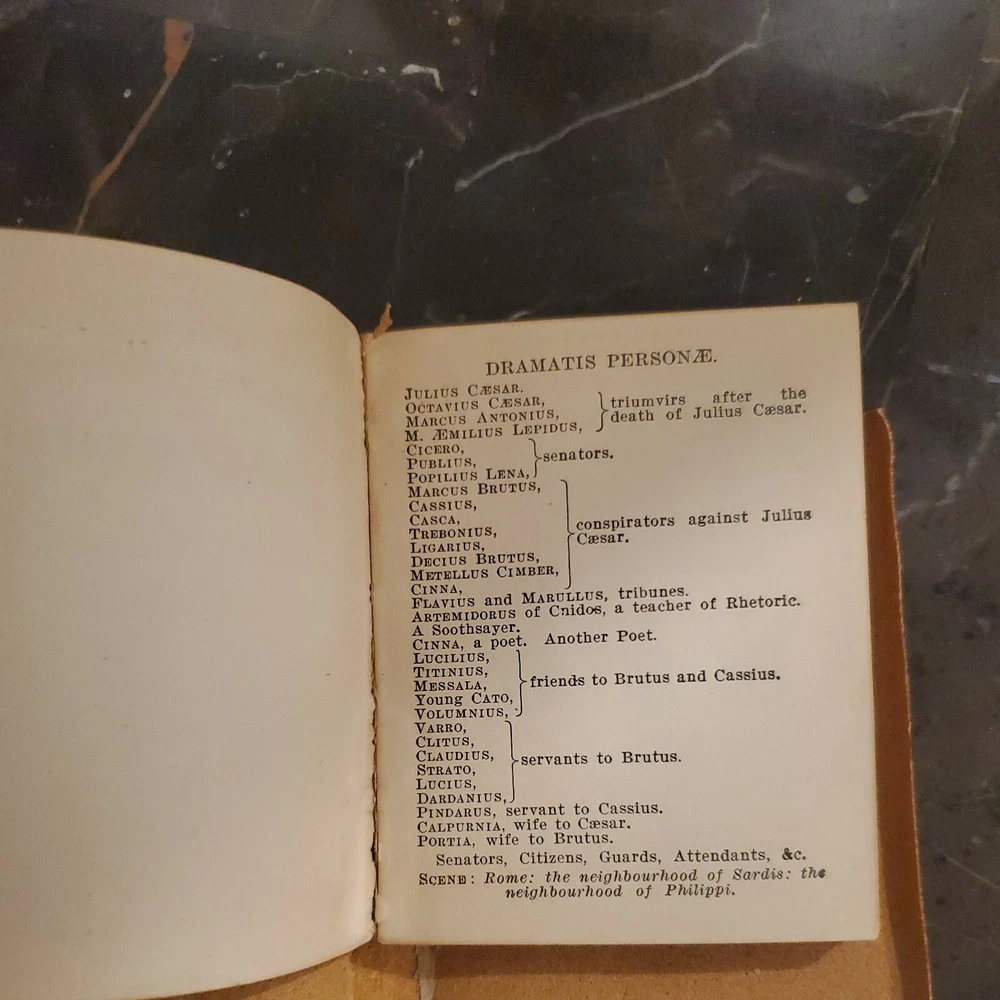 DRAMATIS PERSONÆ.
JULIUS CÆSAR.
OCTAVIUS CÆSAR,
MARCUS ANTONIUS,
M. ÆMILIUS LEPIDUS,
triumvirs after the
death of Julius Cæsar.
CICERO,
PUBLIUS,
POPILIUS LENA,
senators.
MARCUS BRUTUS,
CASSIUS,
CASCA,
TREBONIUS,
LIGARIUS,
DECIUS BRUTUS,
METELLUS CIMBER,
CINNA,
conspirators against Julius
Cæsar.
FLAVIUS and MARULLUS, tribunes.
ARTEMIDORUS of Cnidos, a teacher of Rhetoric.
A Soothsayer.
CINNA, a poet. Another Poet.
LUCILIUS,
TITINIUS,
MESSALA,
Young CATO,
VOLUMNIUS,
friends to Brutus and Cassius.
VARRO,
CLITUS,
CLAUDIUS,
STRATO,
LUCIUS,
DARDANIUS,
servants to Brutus.
PINDARUS, servant to Cassius.
CALPURNIA, wife to Cæsar.
PORTIA, wife to Brutus.
Senators, Citizens, Guards, Attendants, &c.
SCENE: Rome: the neighbourhood of Sardis: the
neighbourhood of Philippi.